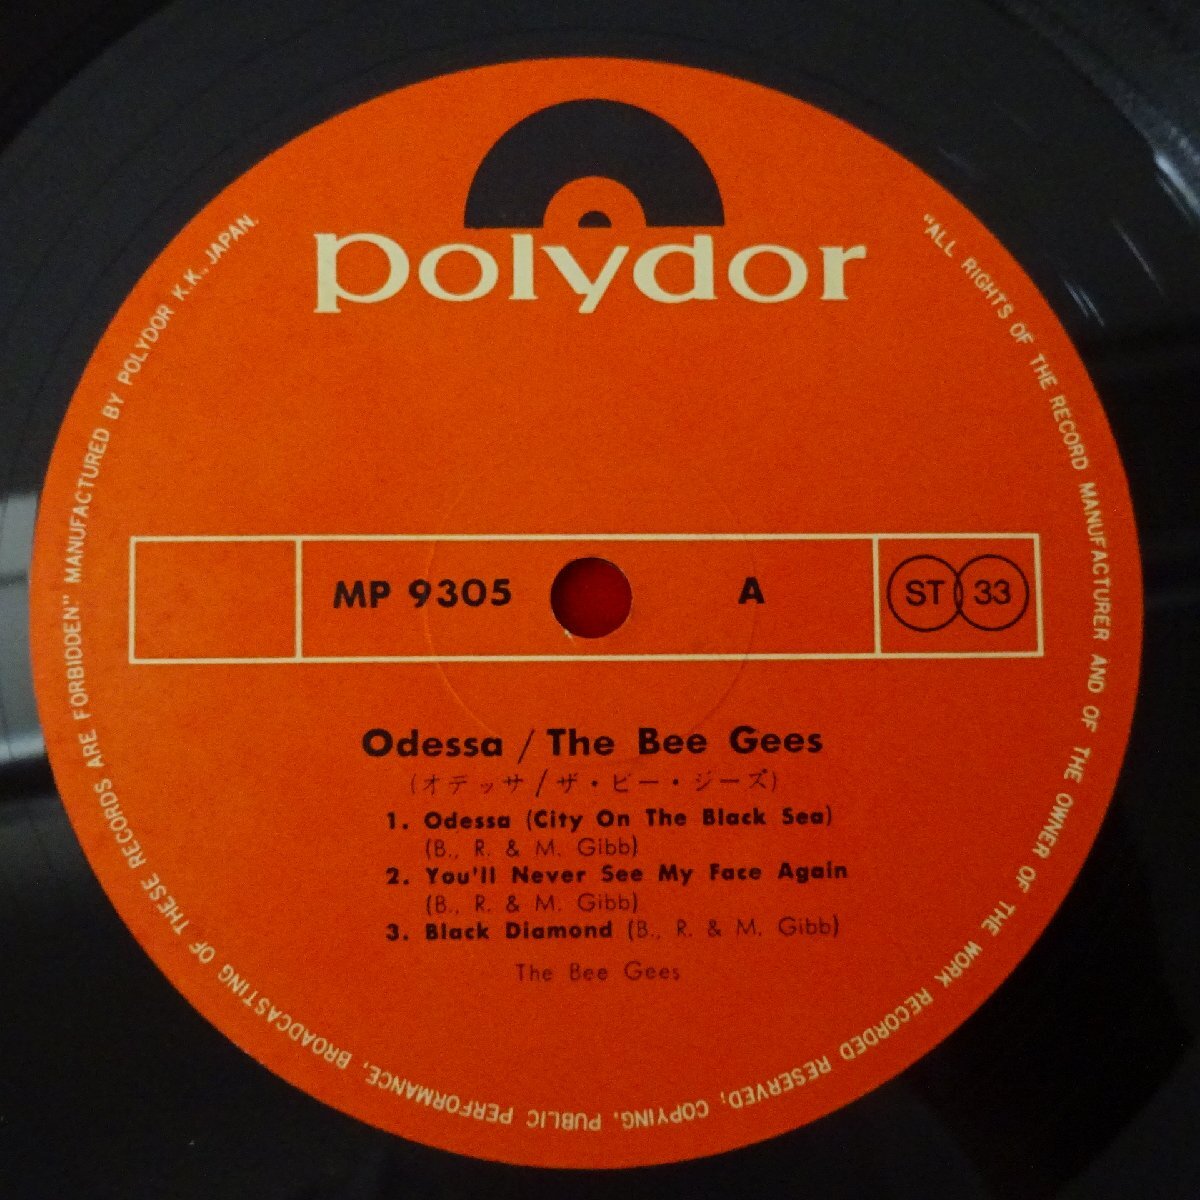 polydor
MP 9305
A
ST 33
Odessa / The Bee Gees
(オデッサ/ザ・ビー・ジーズ)
1. Odessa (City On The Black Sea)
(B., R. & M. Gibb)
2. You'll Never See My Face Again
(B., R. & M. Gibb)
3. Black Diamond (B., R. & M. Gibb)
The Bee Gees
"ALL RIGHTS OF THE RECORD MANUFACTURER AND OF THE OWNER OF THE WORK RECORDED RESERVED; COPYING, PUBLIC PERFORMANCE, BROADCASTING OF THESE RECORDS ARE FORBIDDEN" MANUFACTURED BY POLYDOR K.K., JAPAN.